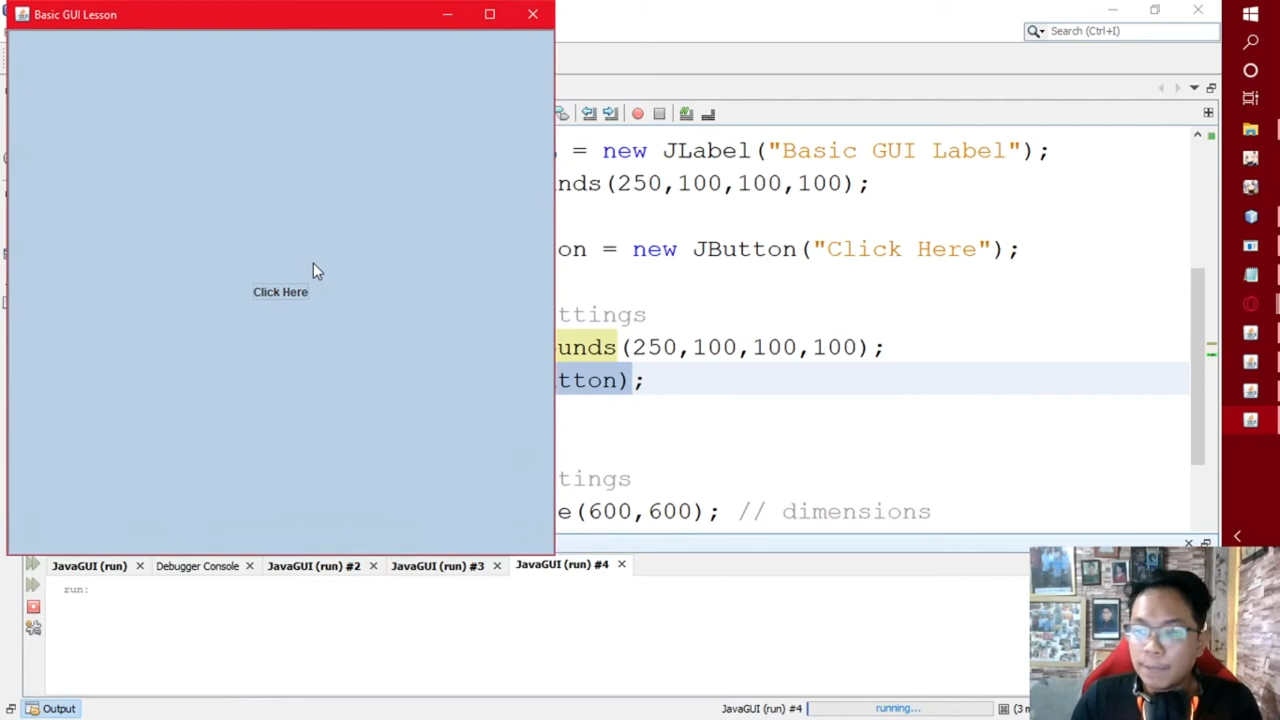 Basic GUI Lesson
Search (Ctrl+I)
= new JLabel("Basic GUI Label");
nds(250,100,100,100);
on = new JButton("Click Here");
ttings
unds(250,100,100,100);
tton);
ttings
e(600,600); // dimensions
Click Here
JavaGUI (run)
Debugger Console
JavaGUI (run) #2
JavaGUI (run) #3
JavaGUI (run) #4
run:
Output
JavaGUI (run) #4
running...
(3 m